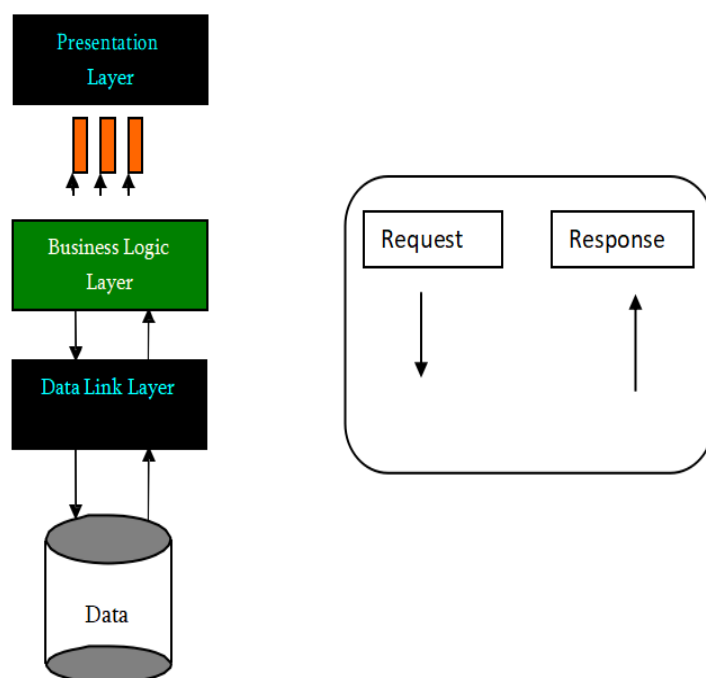 Presentation
Layer
Business Logic
Layer
Data Link Layer
Data
Request
Response